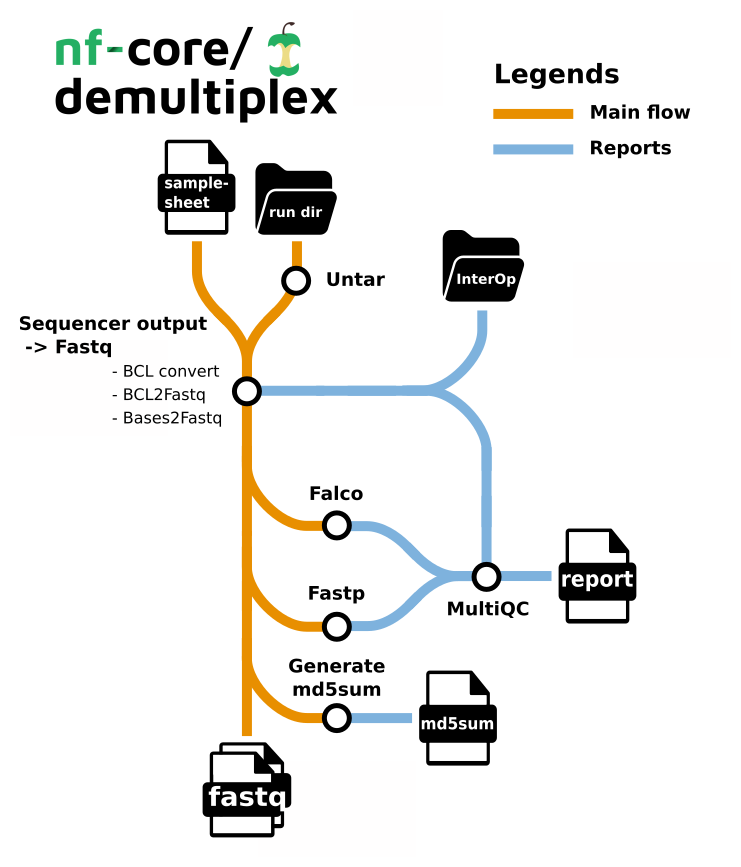 nf-core/
demultiplex
Legends
Main flow
Reports
sample-
sheet
run dir
Untar
InterOp
Sequencer output
-> Fastq
- BCL convert
- BCL2Fastq
- Bases2Fastq
Falco
Fastp
MultiQC
report
Generate
md5sum
md5sum
fastq